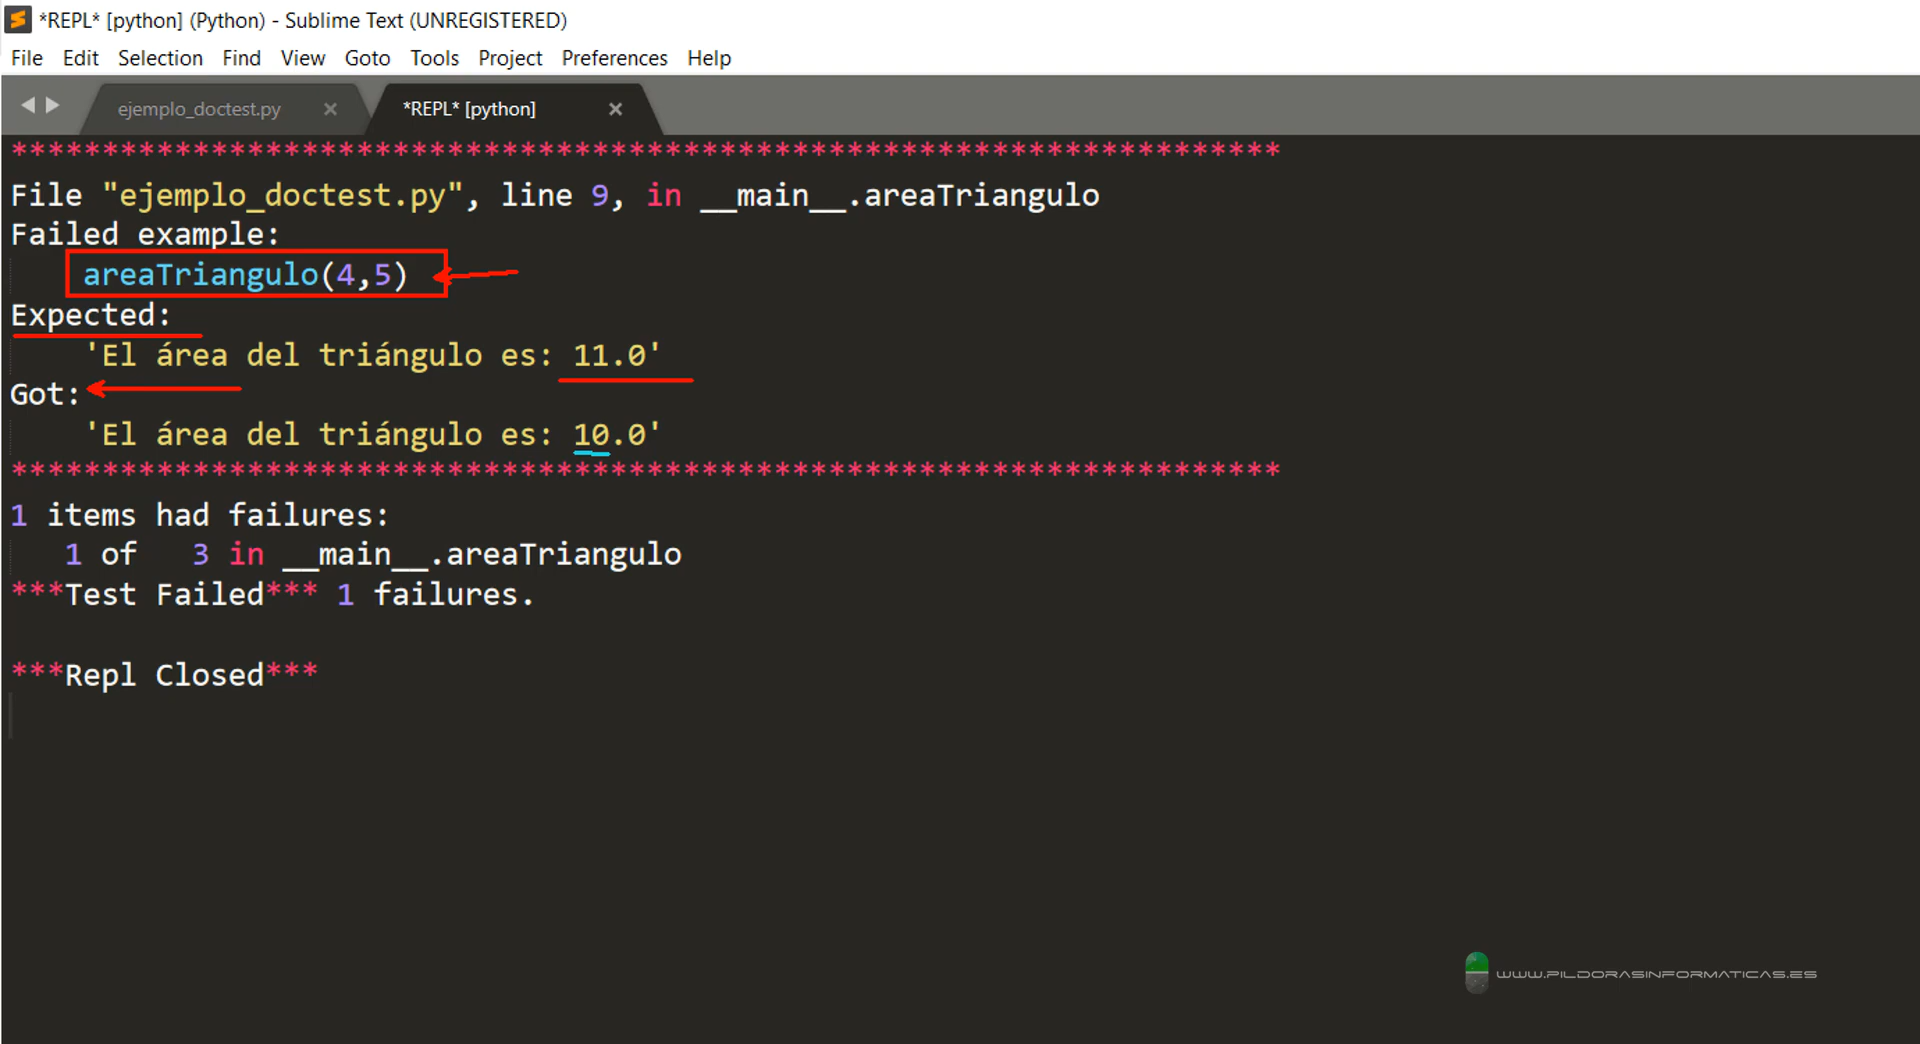 *REPL* [python] (Python) - Sublime Text (UNREGISTERED)
File Edit Selection Find View Goto Tools Project Preferences Help
ejemplo_doctest.py × *REPL* [python] ×
**********************************************************************
File "ejemplo_doctest.py", line 9, in __main__.areaTriangulo
Failed example:
areaTriangulo(4,5)
Expected:
'El área del triángulo es: 11.0'
Got:
'El área del triángulo es: 10.0'
**********************************************************************
1 items had failures:
1 of 3 in __main__.areaTriangulo
***Test Failed*** 1 failures.
***Repl Closed***
WWW.PILDORASINFORMATICAS.ES